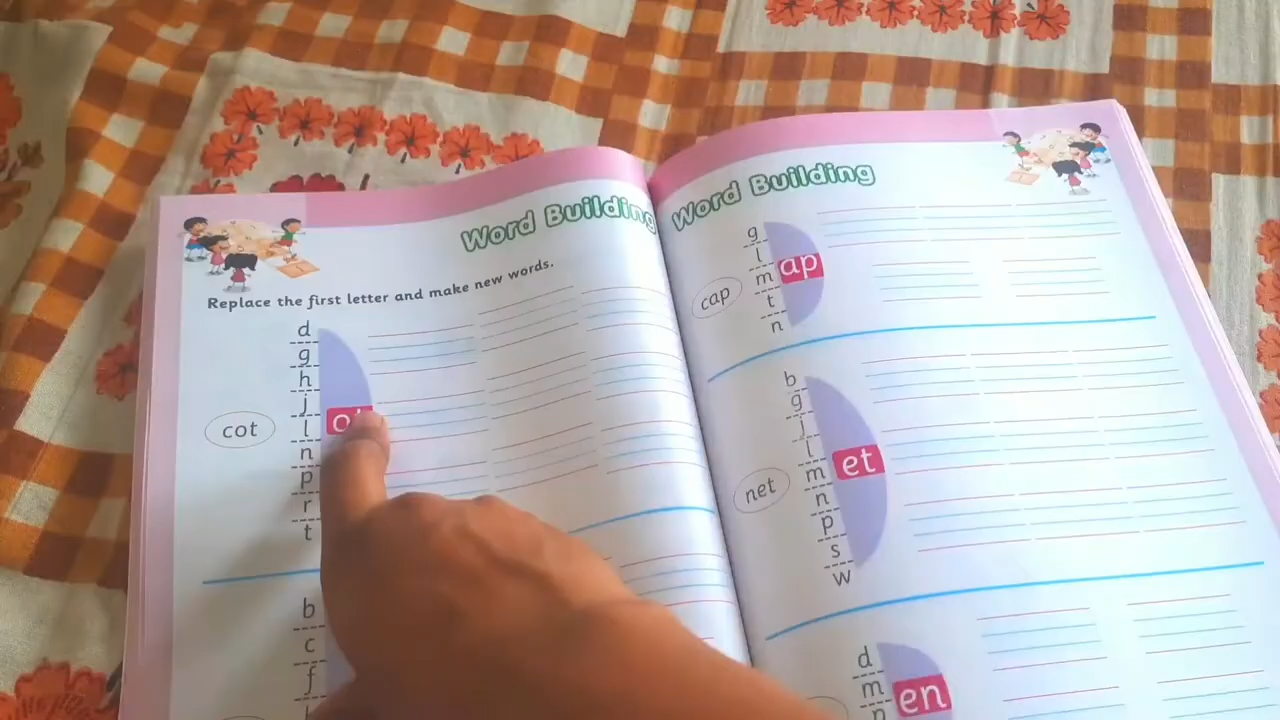 Word Building
Replace the first letter and make new words.
d
g
h
j
l
n
p
r
t
cot
b
c
f
Word Building
g
l
m
t
n
ap
cap
b
g
j
l
m
n
p
s
w
et
net
d
m
n
en